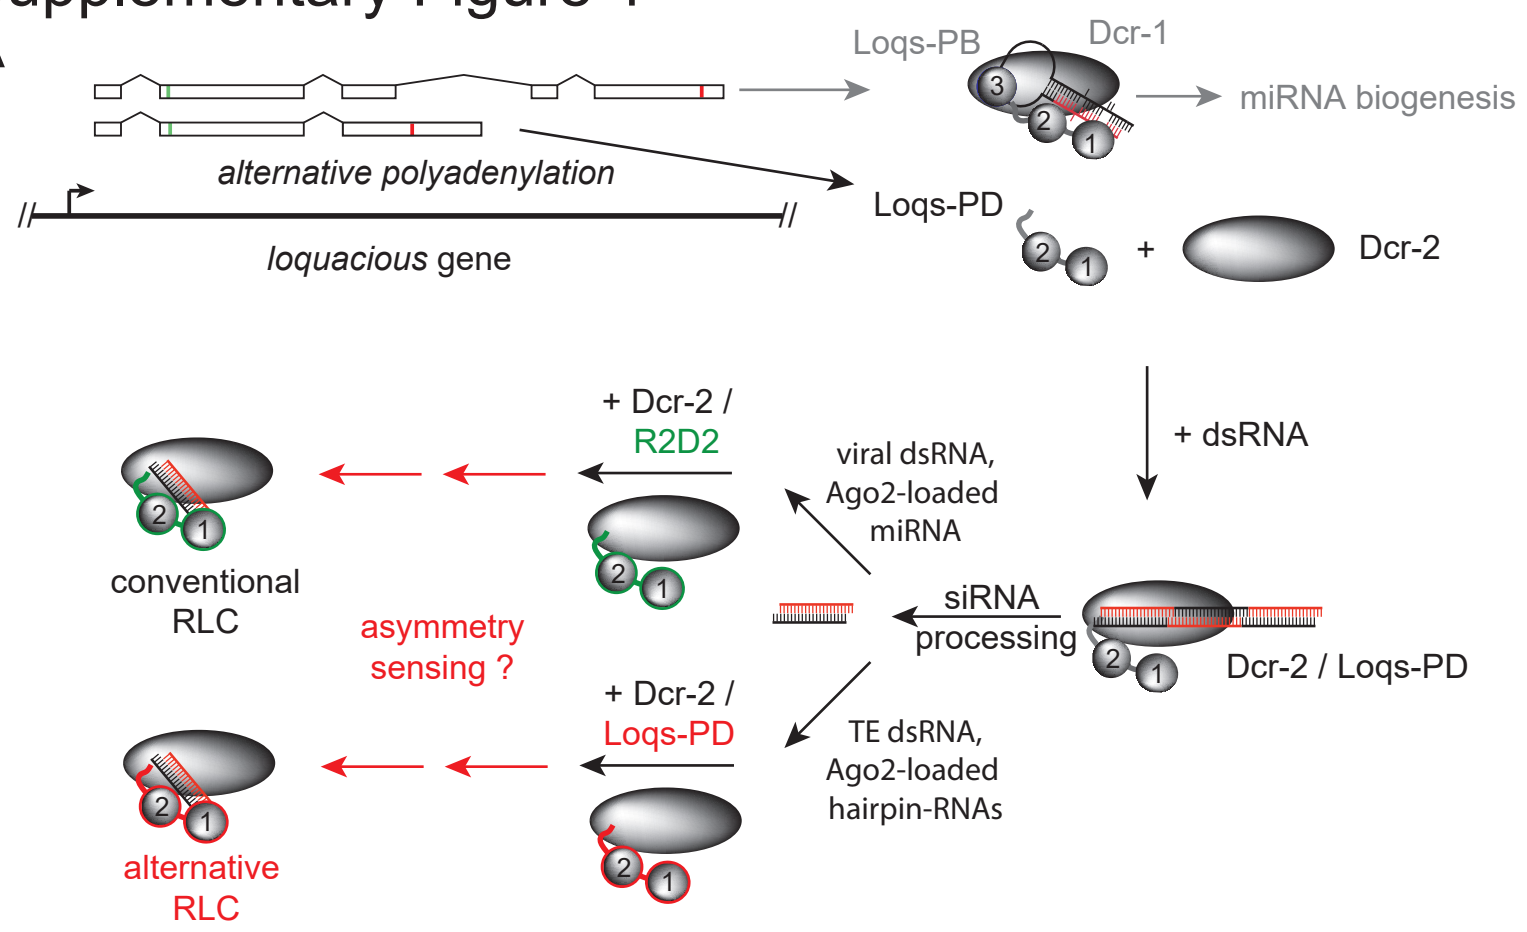 Loqs-PB
Dcr-1
3
2
1
miRNA biogenesis
alternative polyadenylation
//
//
loquacious gene
Loqs-PD
2
1
+
Dcr-2
+ dsRNA
+ Dcr-2 /
R2D2
viral dsRNA,
Ago2-loaded
miRNA
2
1
conventional
RLC
2
1
asymmetry
sensing ?
siRNA
processing
2
1
Dcr-2 / Loqs-PD
+ Dcr-2 /
Loqs-PD
TE dsRNA,
Ago2-loaded
hairpin-RNAs
2
1
alternative
RLC
2
1